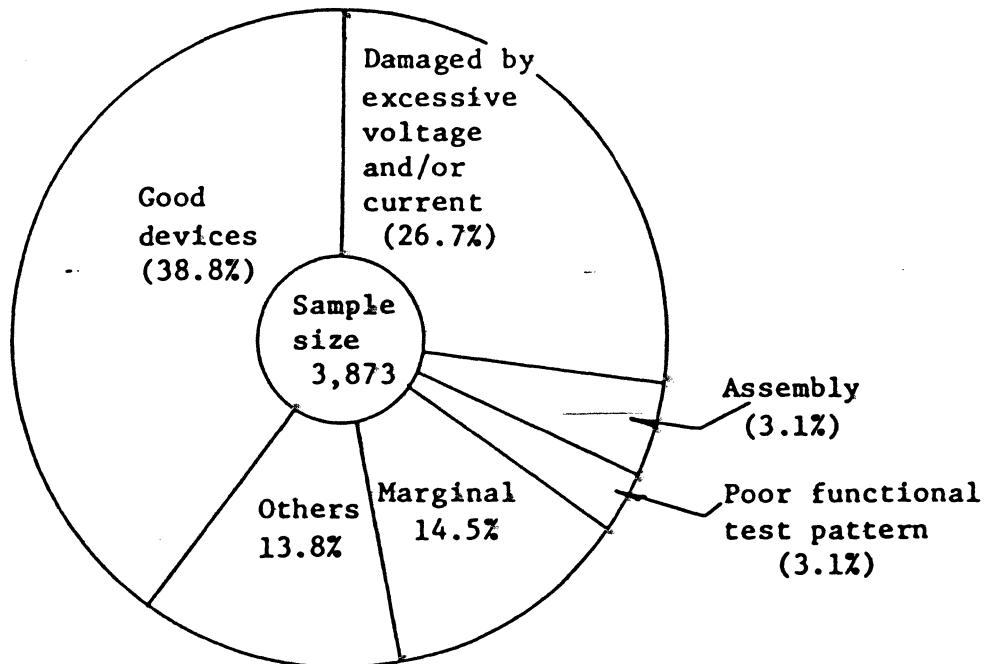 Damaged by
excessive
voltage
and/or
current
(26.7%)
Good
devices
(38.8%)
Sample
size
3,873
Assembly
(3.1%)
Poor functional
test pattern
(3.1%)
Marginal
14.5%
Others
13.8%